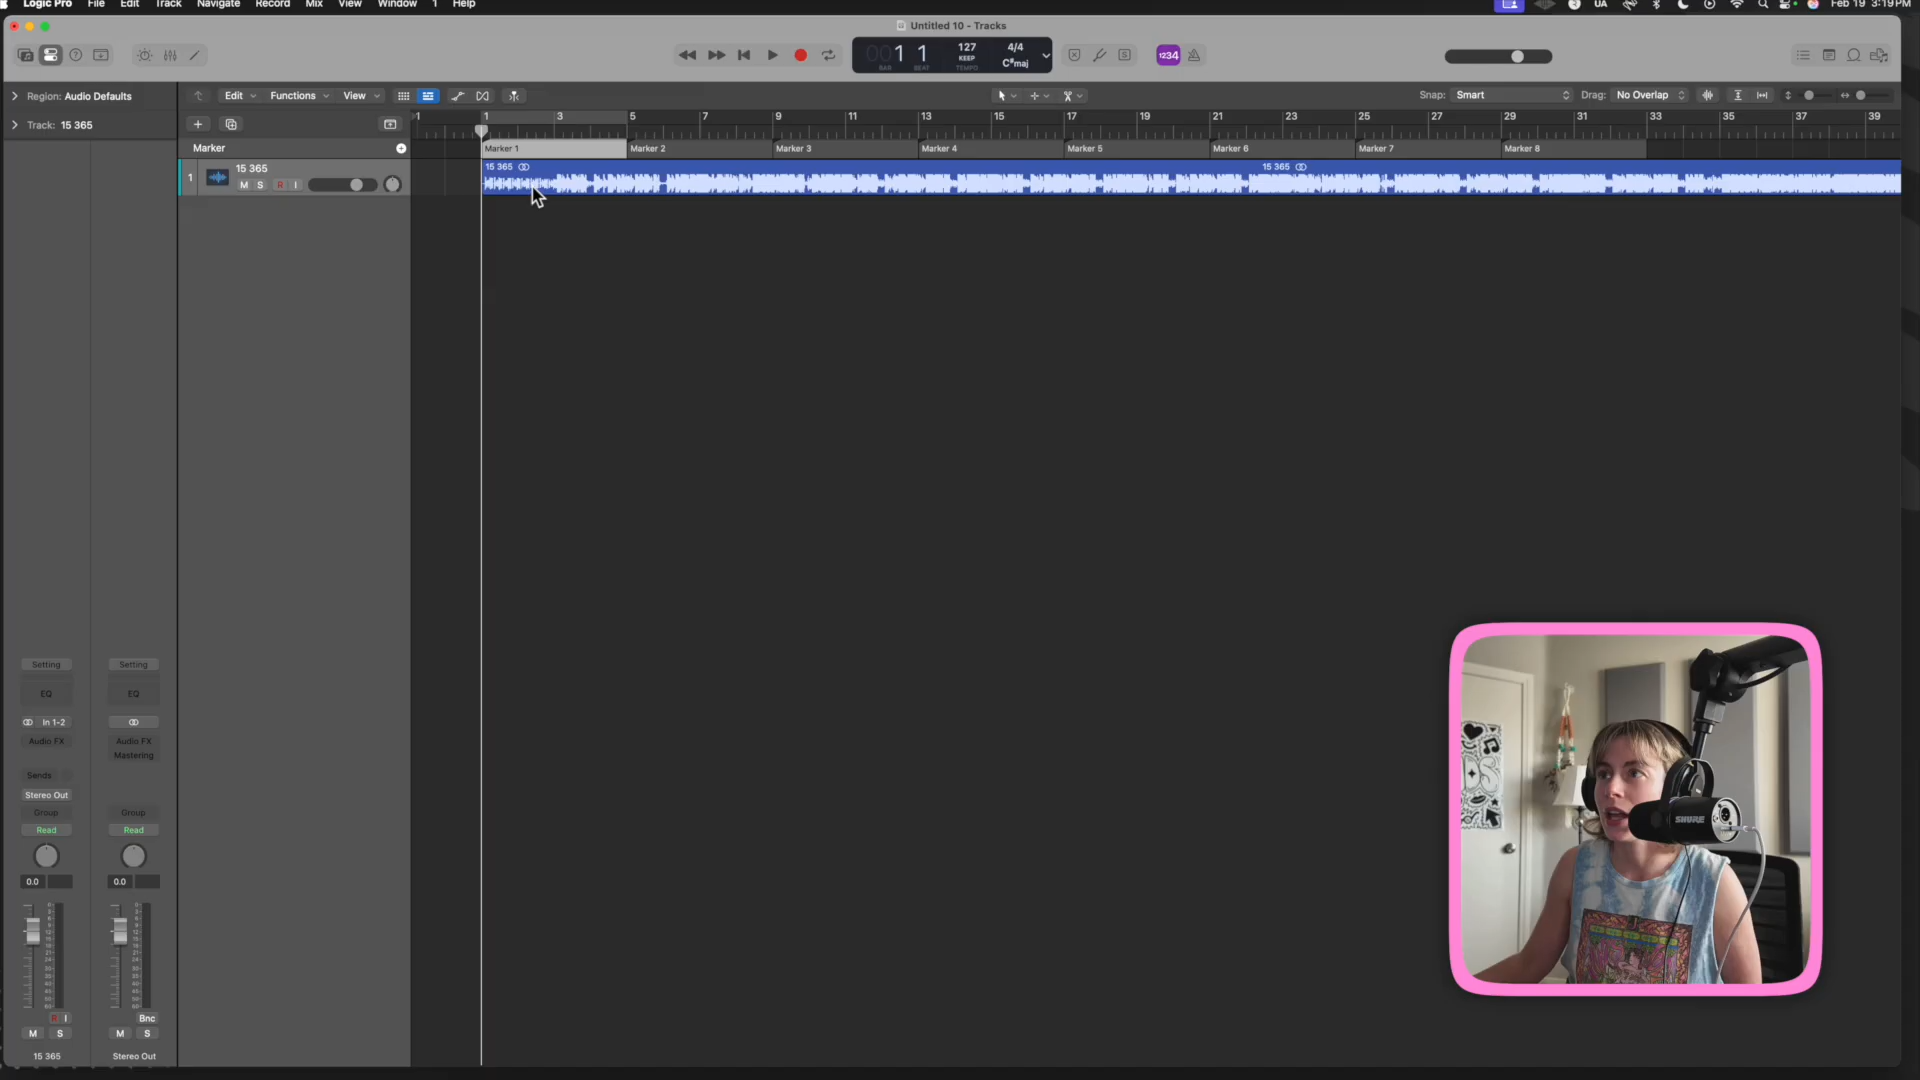 Logic Pro File Edit Track Navigate Record Mix View Window 1 Help
UA Feb 19 3:19PM
Untitled 10 - Tracks
001 1 127 4/4
KEEP C#maj
BAR BEAT TEMPO
1234
Region: Audio Defaults
Edit Functions View
Snap: Smart Drag: No Overlap
Track: 15 365
1 1 3 5 7 9 11 13 15 17 19 21 23 25 27 29 31 33 35 37 39
Marker
Marker 1 Marker 2 Marker 3 Marker 4 Marker 5 Marker 6 Marker 7 Marker 8
1 15 365
M S R I
15 365 15 365
Setting Setting
EQ EQ
In 1-2
Audio FX Audio FX
Mastering
Sends
Stereo Out
Group Group
Read Read
0.0 0.0
R I Bnc
M S M S
15 365 Stereo Out
SHURE